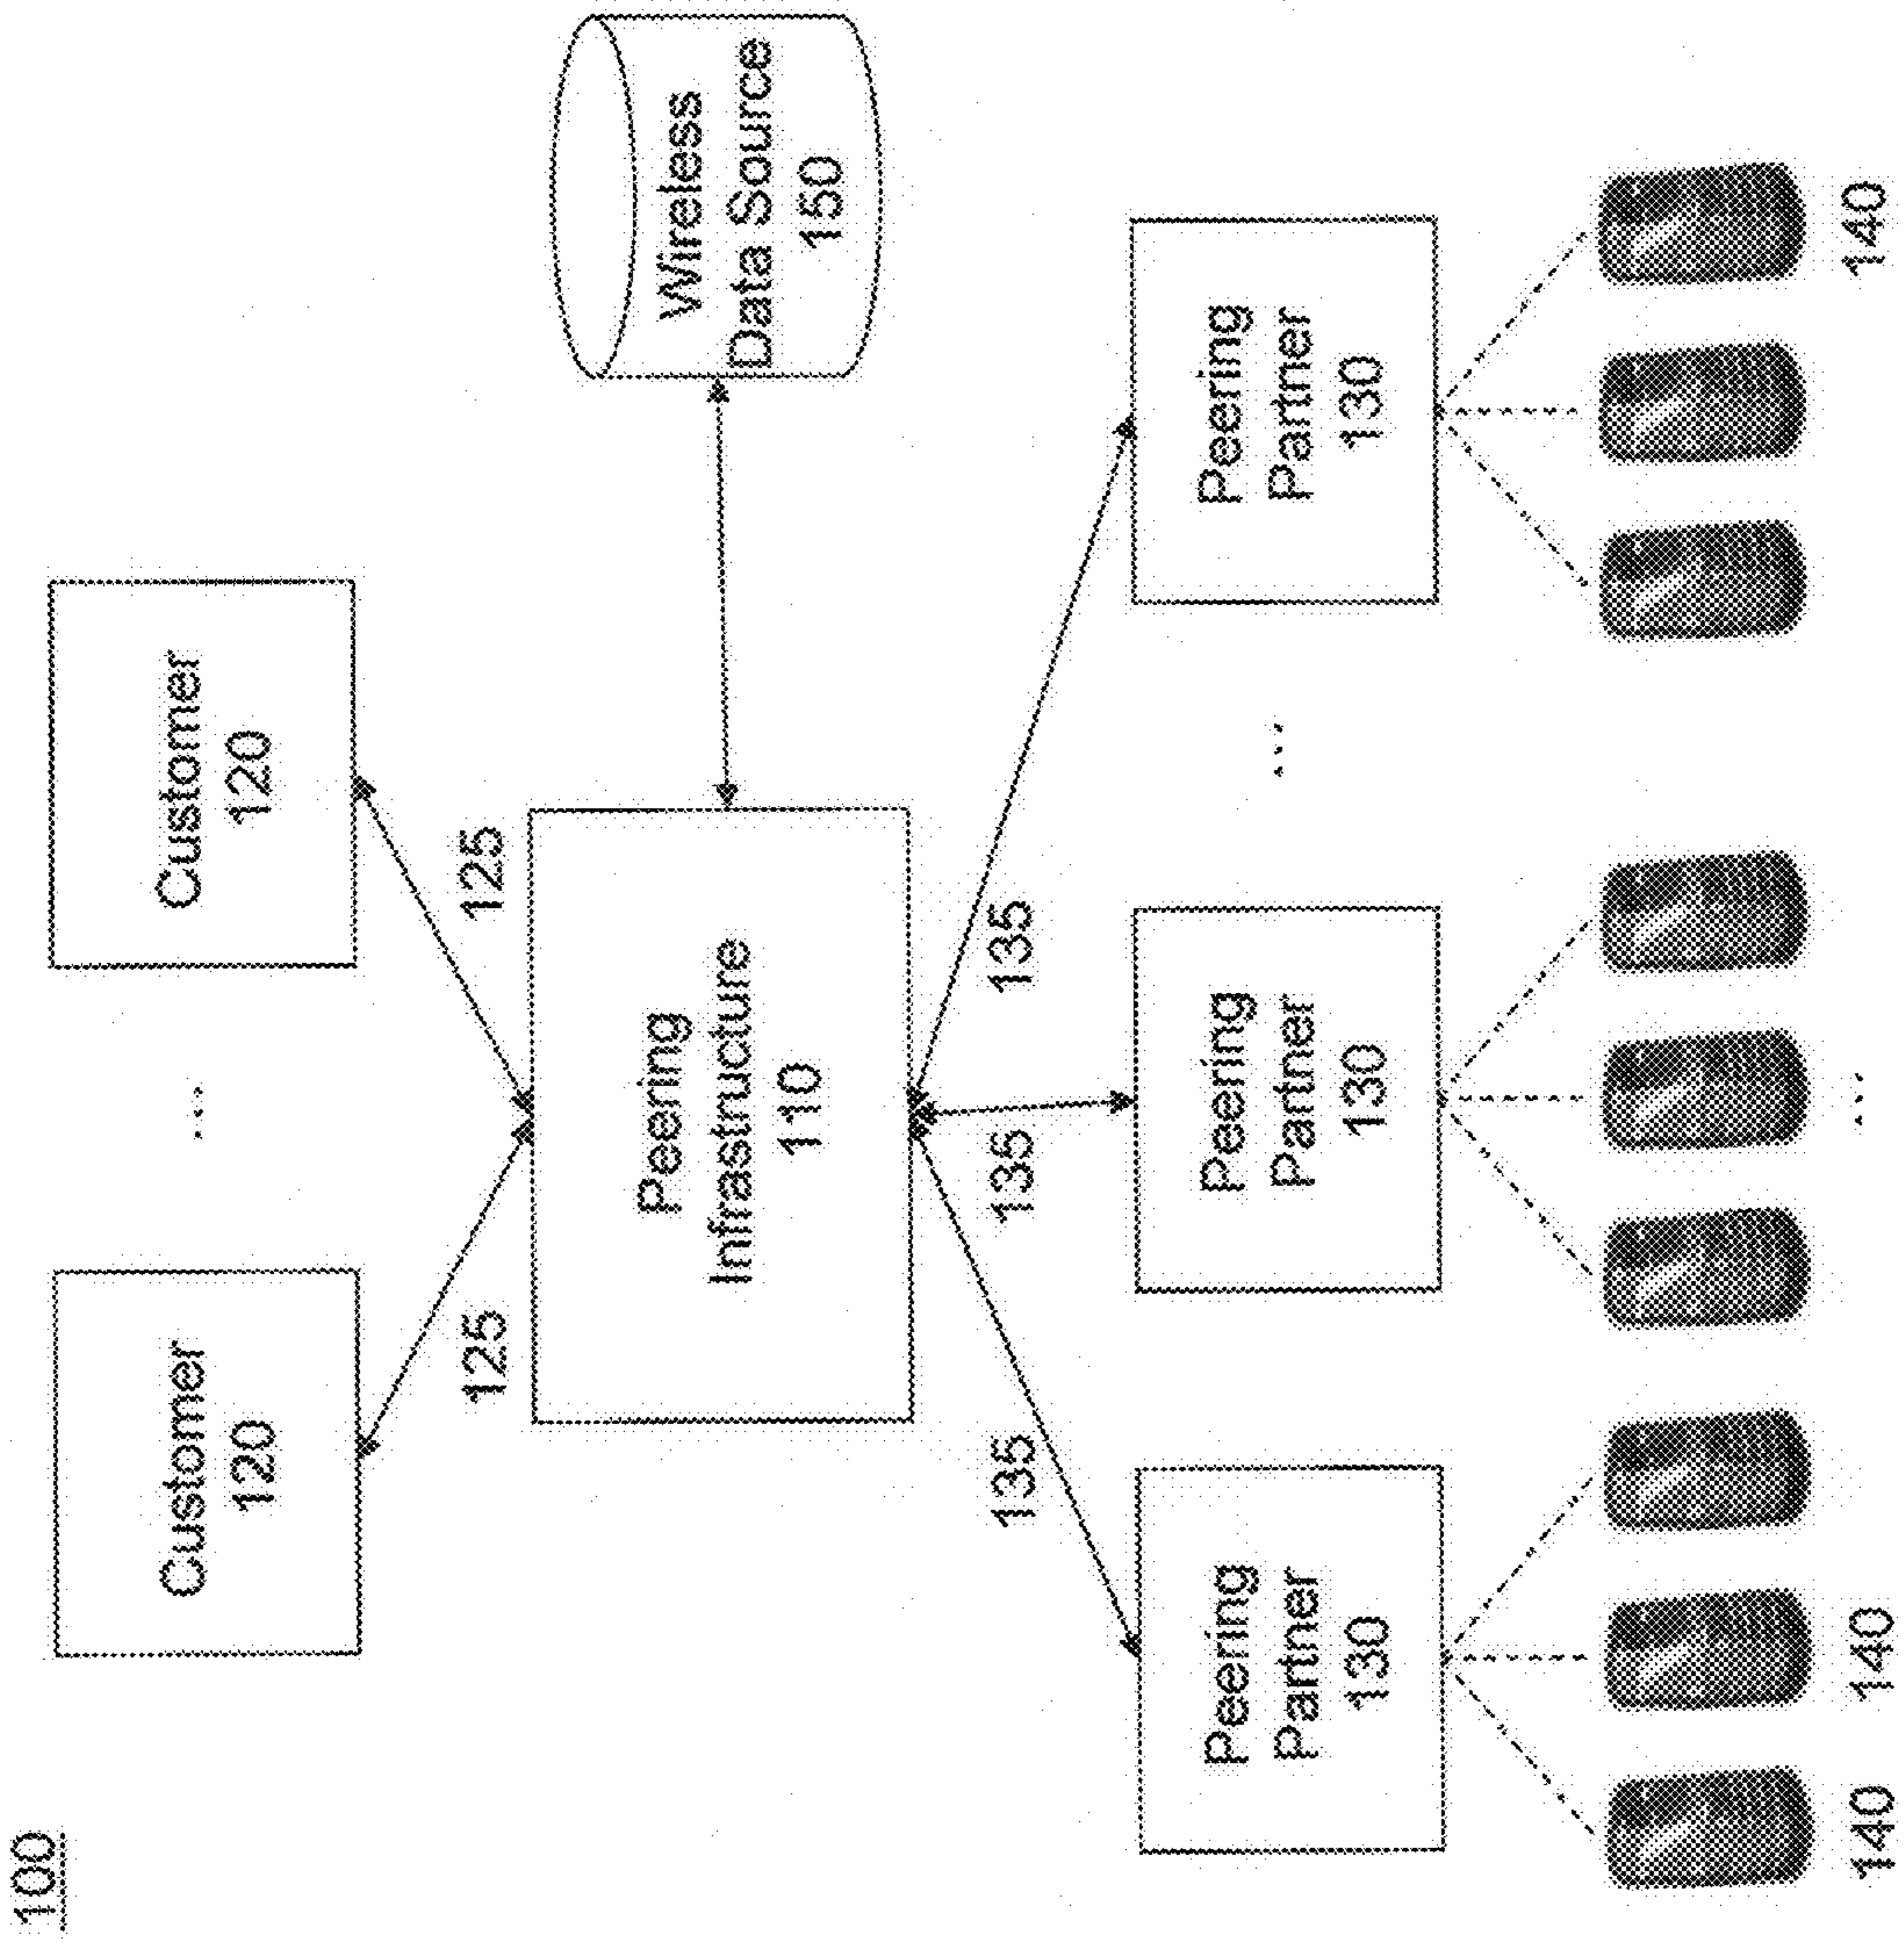 100
Customer
120
...
Customer
120
125
125
Peering
Infrastructure
110
Wireless
Data Source
150
135
135
135
Peering
Partner
130
Peering
Partner
130
...
Peering
Partner
130
140
140
...
140